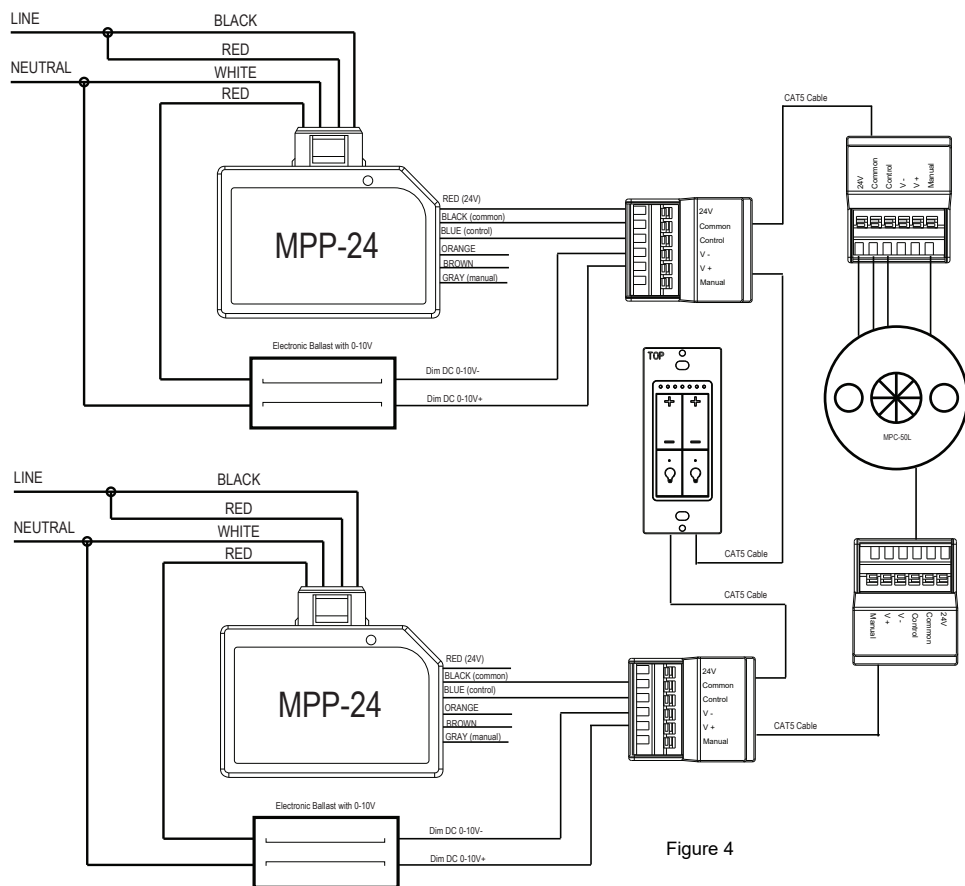 LINE
BLACK
RED
NEUTRAL
WHITE
RED
MPP-24
RED (24V)
BLACK (common)
BLUE (control)
ORANGE
BROWN
GRAY (manual)
24V
Common
Control
V -
V +
Manual
CAT5 Cable
24V
Common
Control
V -
V +
Manual
Electronic Ballast with 0-10V
Dim DC 0-10V-
Dim DC 0-10V+
TOP
MPC-50L
CAT5 Cable
CAT5 Cable
LINE
BLACK
RED
NEUTRAL
WHITE
RED
MPP-24
RED (24V)
BLACK (common)
BLUE (control)
ORANGE
BROWN
GRAY (manual)
24V
Common
Control
V -
V +
Manual
CAT5 Cable
Manual
V +
V -
Control
Common
24V
Electronic Ballast with 0-10V
Dim DC 0-10V-
Dim DC 0-10V+
Figure 4